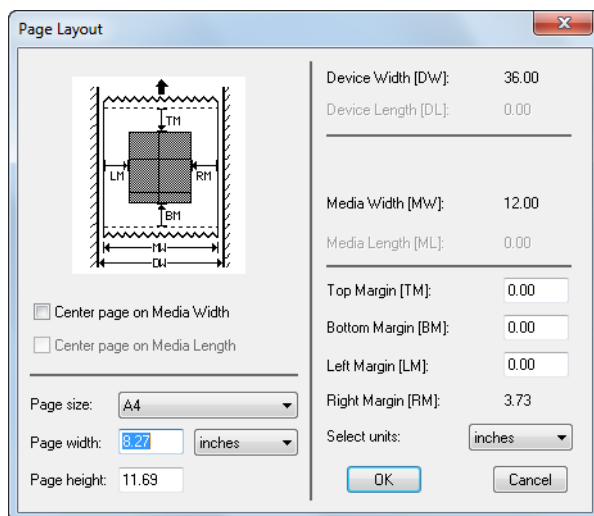 Page Layout
X
TM
LM
RM
BM
MW
DW
Center page on Media Width
Center page on Media Length
Page size: A4
Page width: 8.27 inches
Page height: 11.69
Device Width [DW]: 36.00
Device Length [DL]: 0.00
Media Width [MW]: 12.00
Media Length [ML]: 0.00
Top Margin [TM]: 0.00
Bottom Margin [BM]: 0.00
Left Margin [LM]: 0.00
Right Margin [RM]: 3.73
Select units: inches
OK Cancel